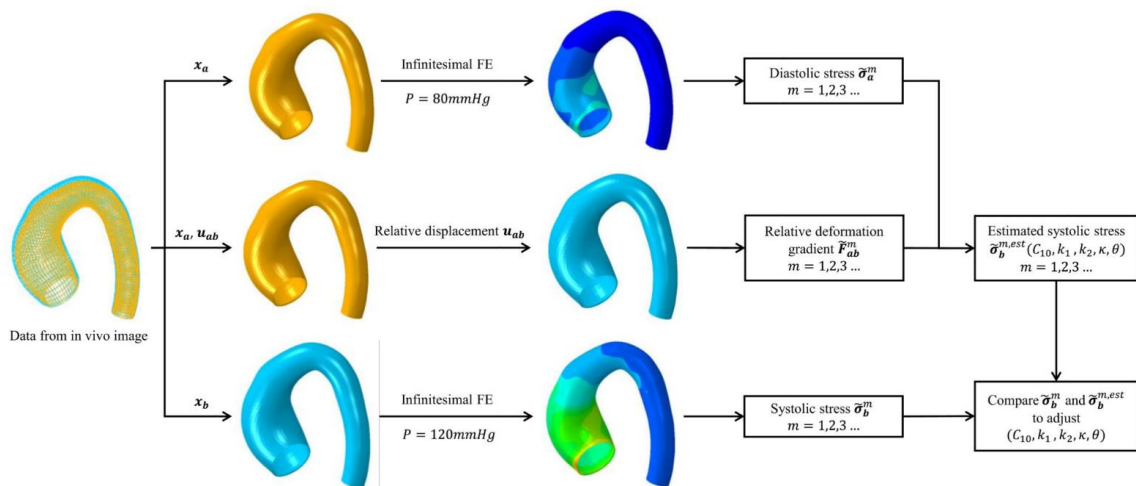 x_a
Infinitesimal FE
P = 80mmHg
Diastolic stress σ̃_a^m
m = 1,2,3 ...
Data from in vivo image
x_a, u_ab
Relative displacement u_ab
Relative deformation
gradient F̃_ab^m
m = 1,2,3 ...
Estimated systolic stress
σ̃_b^{m,est}(C_10, k_1, k_2, κ, θ)
m = 1,2,3 ...
x_b
Infinitesimal FE
P = 120mmHg
Systolic stress σ̃_b^m
m = 1,2,3 ...
Compare σ̃_b^m and σ̃_b^{m,est}
to adjust
(C_10, k_1, k_2, κ, θ)